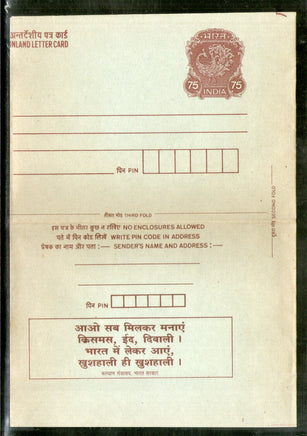 अन्तर्देशीय पत्र कार्ड
INLAND LETTER CARD
भारत
75 75
INDIA
पिन PIN
तीसरा मोड़ THIRD FOLD
दूसरा मोड़ SECOND FOLD
इस पत्र के भीतर कुछ न रखिए NO ENCLOSURES ALLOWED
पते में पिन कोड लिखें WRITE PIN CODE IN ADDRESS
प्रेषक का नाम और पता :— SENDER'S NAME AND ADDRESS :—
पिन PIN
आओ सब मिलकर मनाएं
क्रिसमस, ईद, दिवाली।
भारत में लेकर आएं,
खुशहाली ही खुशहाली।
कल्याण मंत्रालय, भारत सरकार